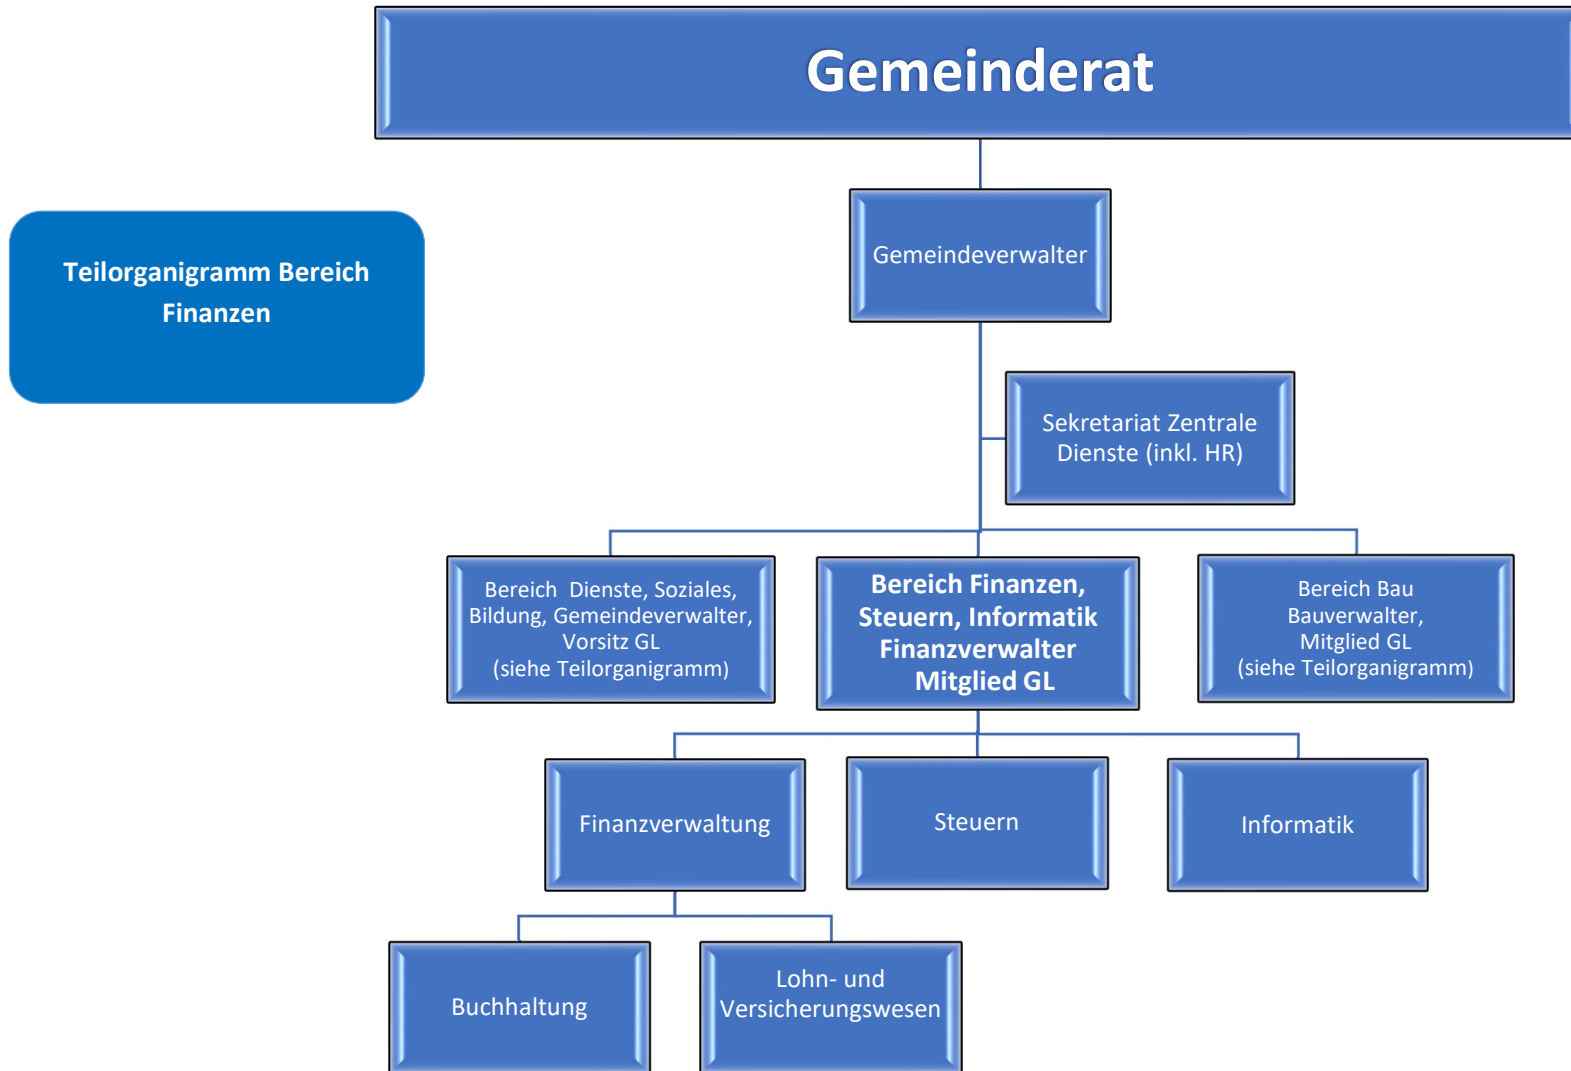 Gemeinderat
Teilorganigramm Bereich
Finanzen
Gemeindeverwalter
Sekretariat Zentrale
Dienste (inkl. HR)
Bereich  Dienste, Soziales,
Bildung, Gemeindeverwalter,
Vorsitz GL
(siehe Teilorganigramm)
Bereich Finanzen,
Steuern, Informatik
Finanzverwalter
Mitglied GL
Bereich Bau
Bauverwalter,
Mitglied GL
(siehe Teilorganigramm)
Finanzverwaltung
Steuern
Informatik
Buchhaltung
Lohn- und
Versicherungswesen